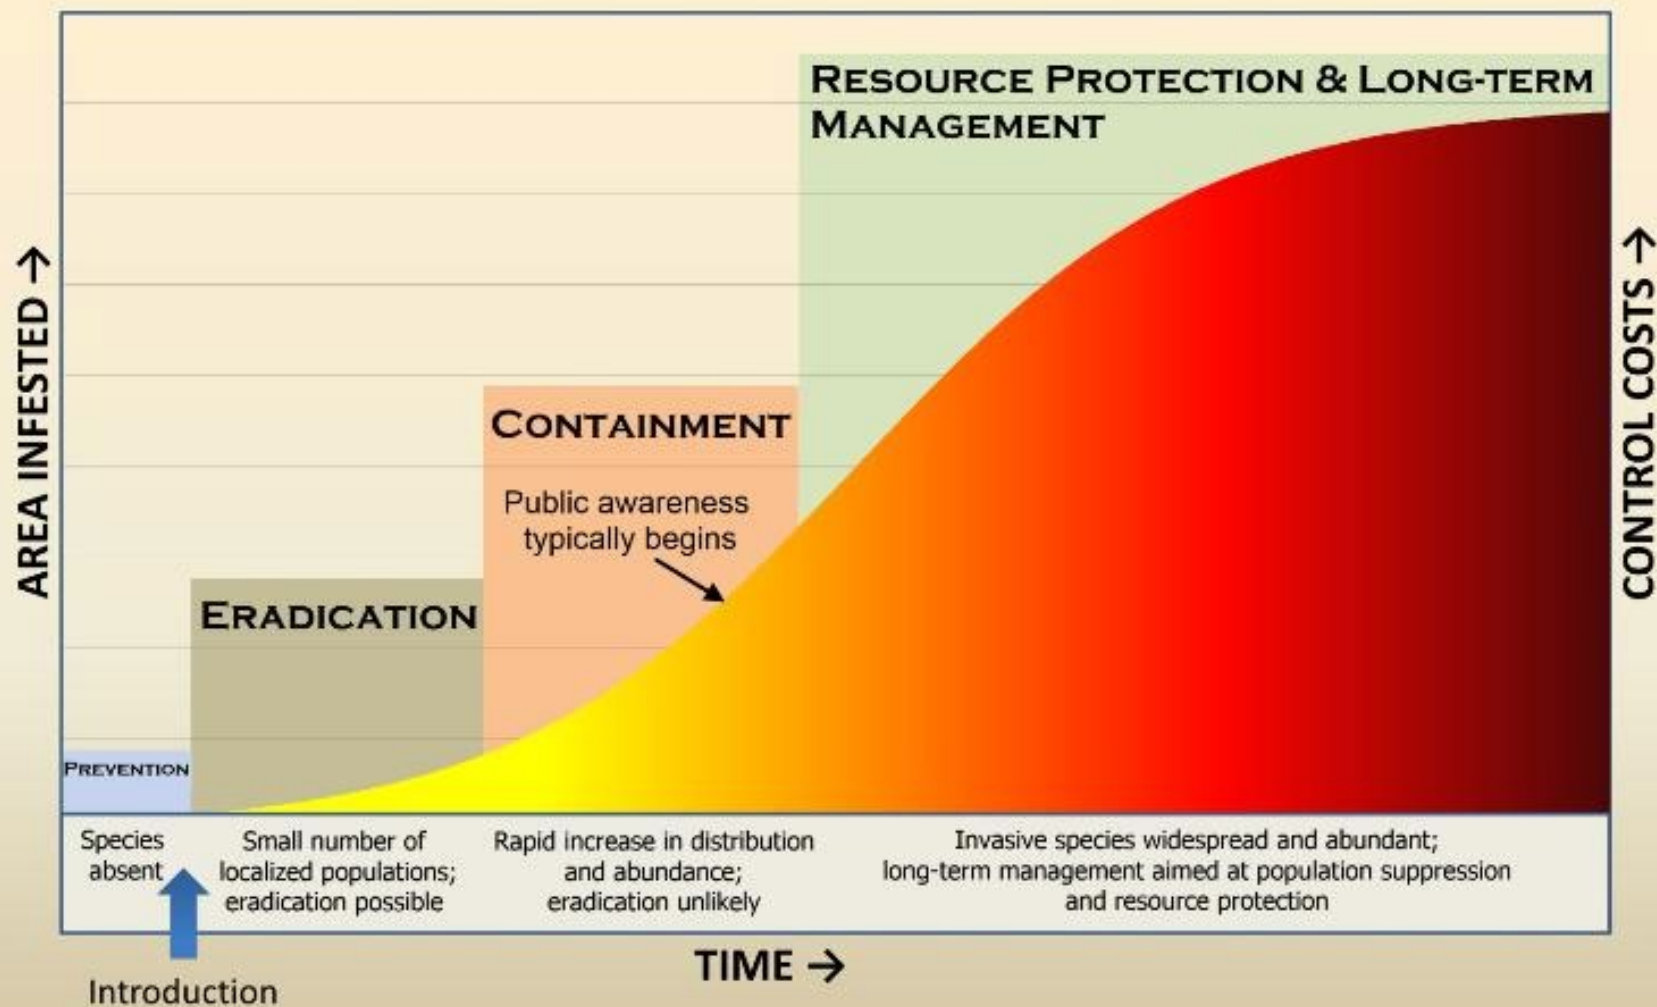 RESOURCE PROTECTION & LONG-TERM
MANAGEMENT
CONTAINMENT
Public awareness
typically begins
ERADICATION
PREVENTION
AREA INFESTED →
CONTROL COSTS →
Species
absent
Small number of
localized populations;
eradication possible
Rapid increase in distribution
and abundance;
eradication unlikely
Invasive species widespread and abundant;
long-term management aimed at population suppression
and resource protection
TIME →
Introduction